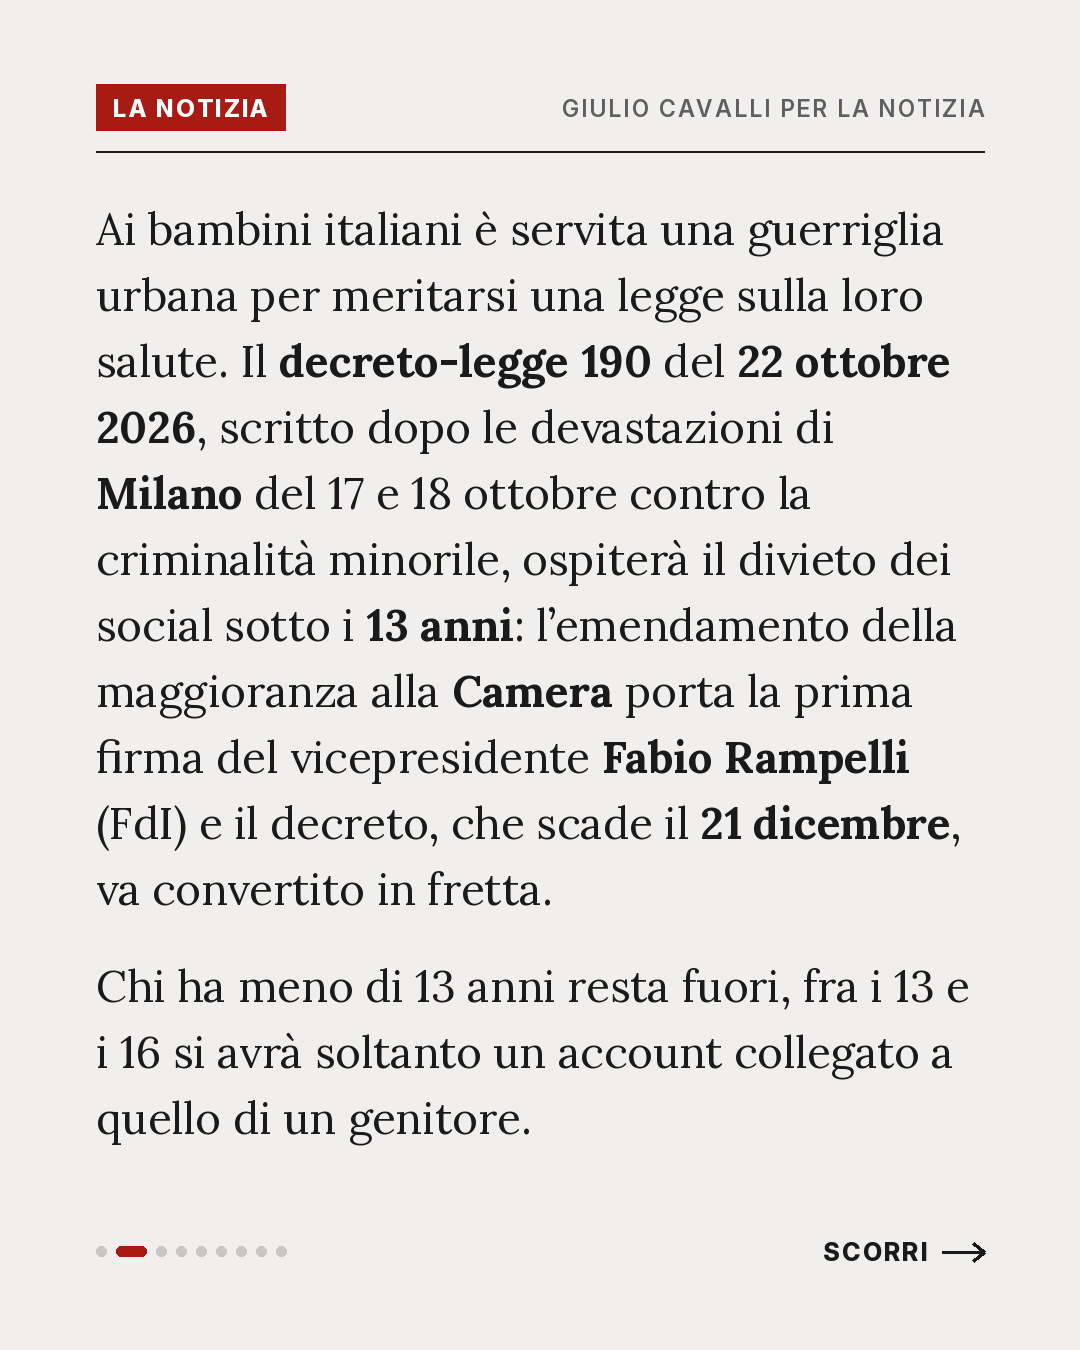 LA NOTIZIA
GIULIO CAVALLI PER LA NOTIZIA
Ai bambini italiani è servita una guerriglia
urbana per meritarsi una legge sulla loro
salute. Il decreto-legge 190 del 22 ottobre
2026, scritto dopo le devastazioni di
Milano del 17 e 18 ottobre contro la
criminalità minorile, ospiterà il divieto dei
social sotto i 13 anni: l’emendamento della
maggioranza alla Camera porta la prima
firma del vicepresidente Fabio Rampelli
(FdI) e il decreto, che scade il 21 dicembre,
va convertito in fretta.
Chi ha meno di 13 anni resta fuori, fra i 13 e
i 16 si avrà soltanto un account collegato a
quello di un genitore.
SCORRI